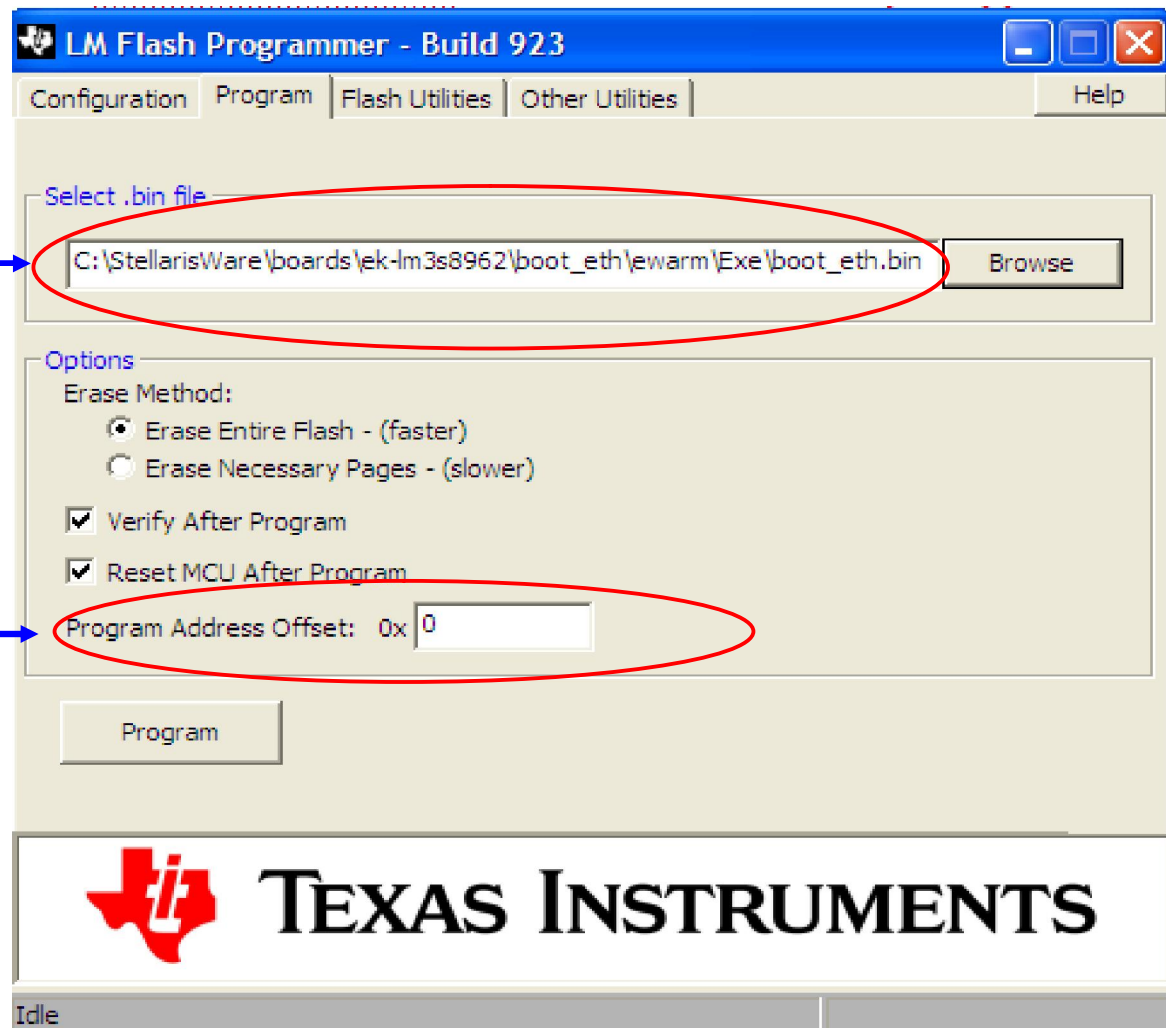 LM Flash Programmer - Build 923
Configuration Program Flash Utilities Other Utilities Help
Select .bin file
C:\StellarisWare\boards\ek-lm3s8962\boot_eth\ewarm\Exe\boot_eth.bin Browse
Options
Erase Method:
Erase Entire Flash - (faster)
Erase Necessary Pages - (slower)
Verify After Program
Reset MCU After Program
Program Address Offset: 0x 0
Program
TEXAS INSTRUMENTS
Idle